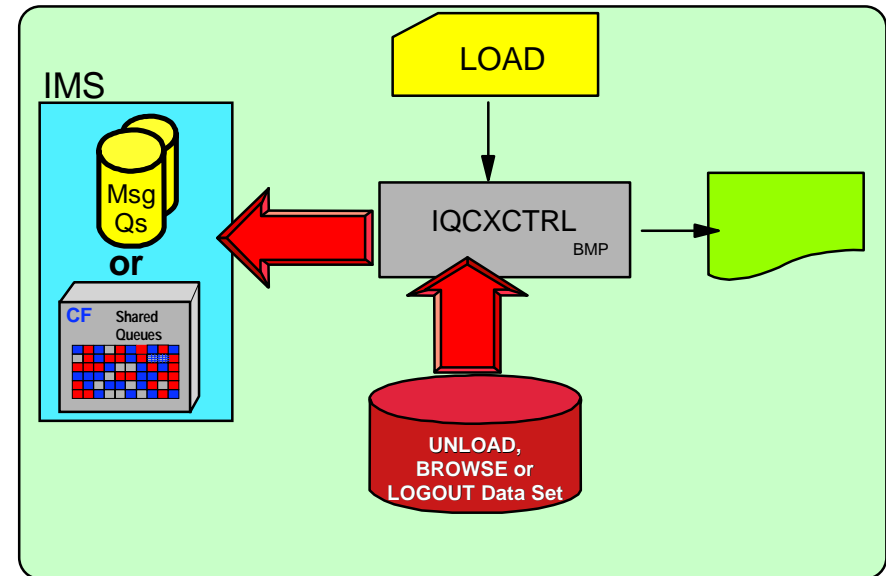 LOAD
IMS
Msg
Qs
or
CF Shared
Queues
IQCXCTRL
BMP
UNLOAD,
BROWSE or
LOGOUT Data Set